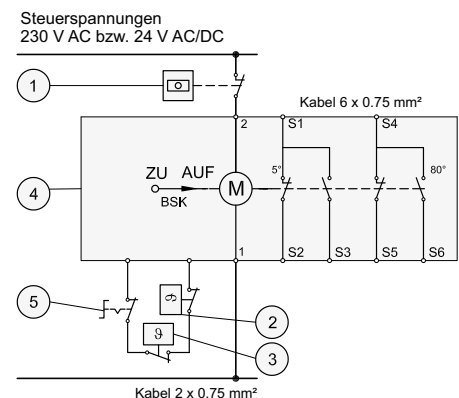 Steuerspannungen
230 V AC bzw. 24 V AC/DC
1
Kabel 6 x 0.75 mm²
2
S1
S4
4
ZU
AUF
BSK
M
5°
80°
1
S2
S3
S5
S6
5
ϑ
2
ϑ
3
Kabel 2 x 0.75 mm²